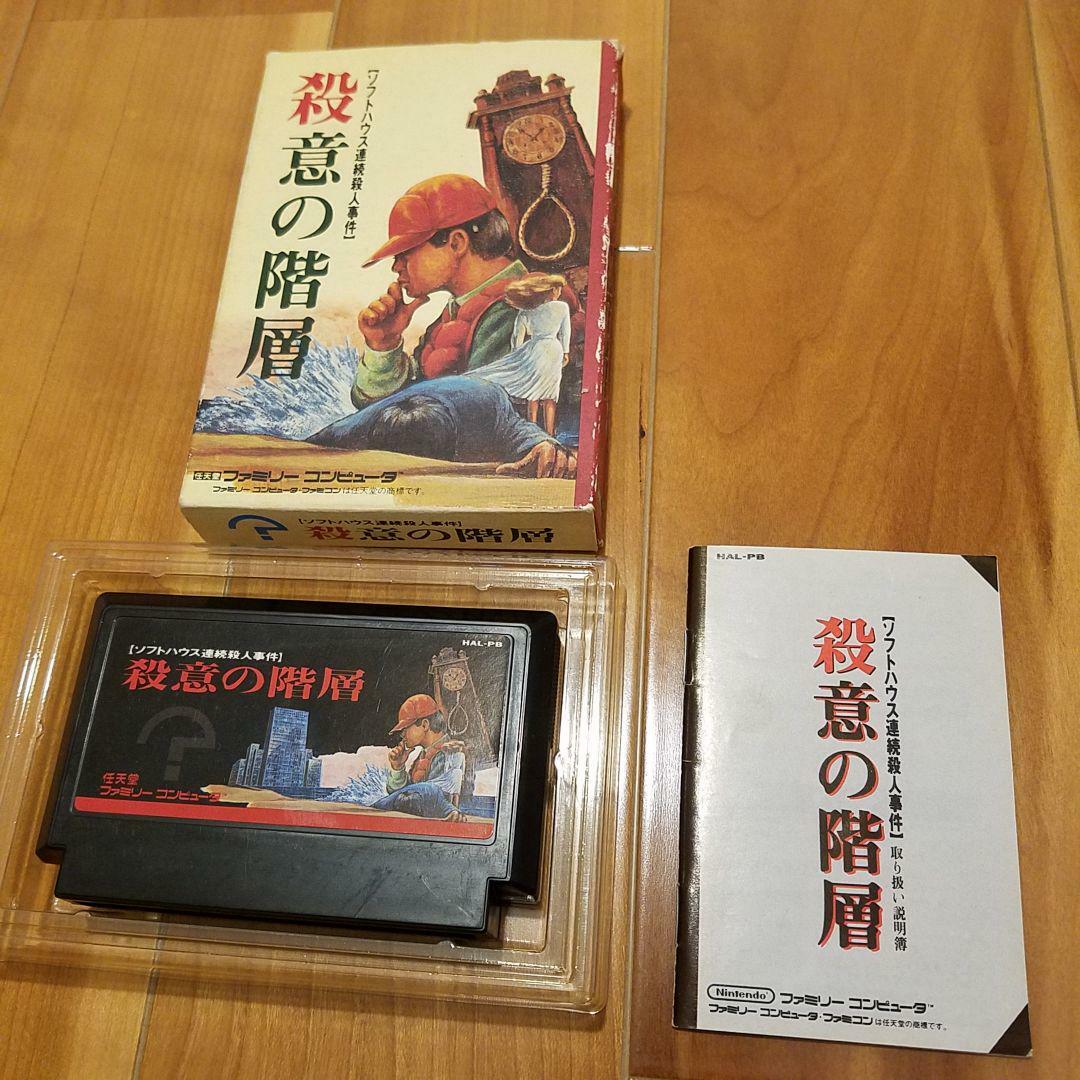 【ソフトハウス連続殺人事件】
殺意の階層
任天堂 ファミリー コンピュータ™
ファミリー コンピュータ・ファミコンは任天堂の商標です。
【ソフトハウス連続殺人事件】
?殺意の階層
HAL-PB
【ソフトハウス連続殺人事件】
殺意の階層
?
任天堂
ファミリー コンピュータ™
HAL-PB
【ソフトハウス連続殺人事件】取り扱い説明簿
殺意の階層
Nintendo® ファミリー コンピュータ™
ファミリー コンピュータ・ファミコンは任天堂の商標です。